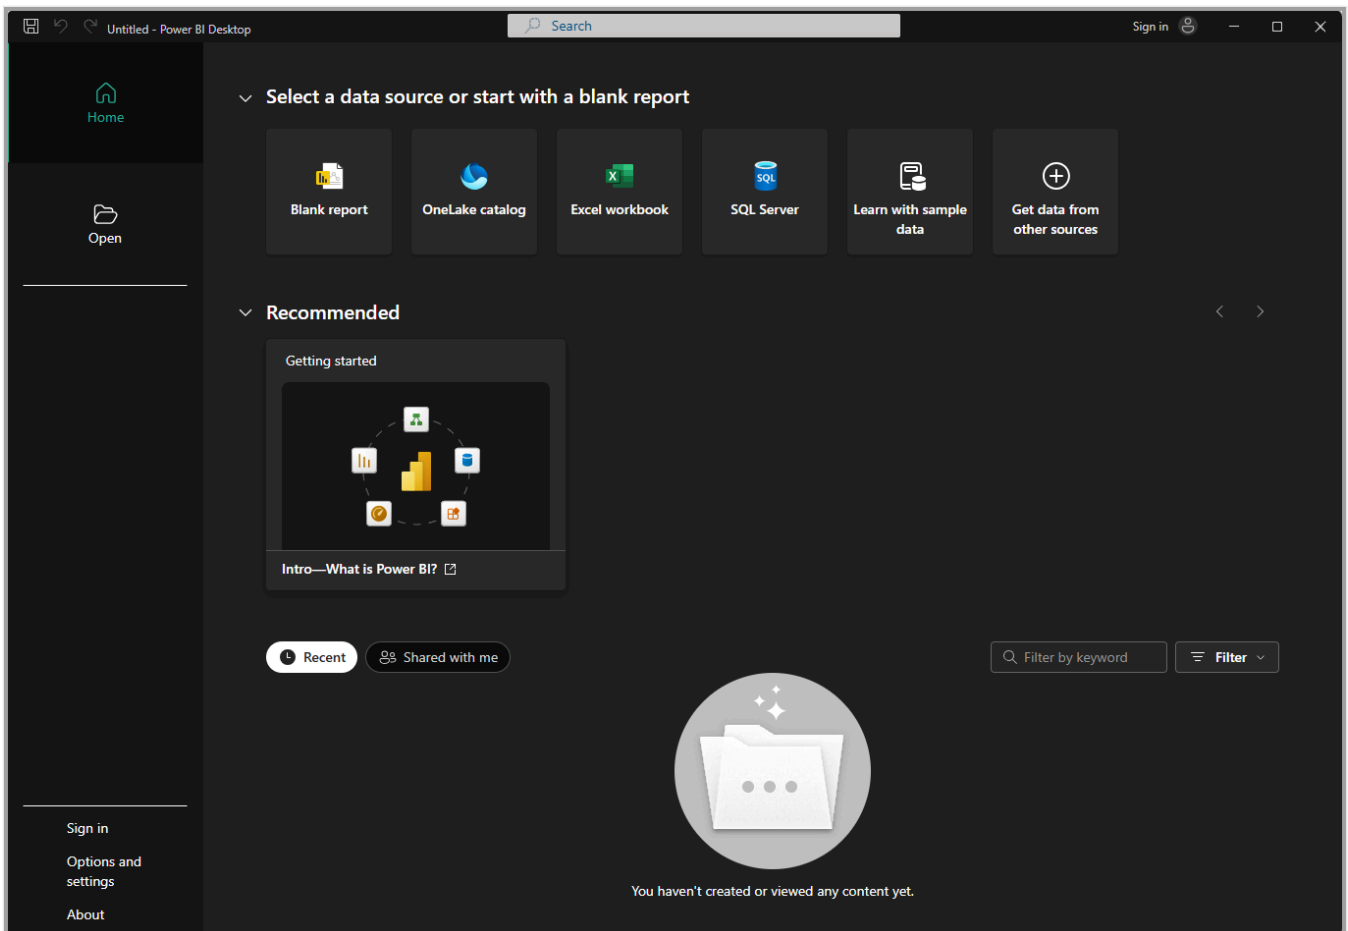 Untitled - Power BI Desktop
Search
Sign in
Home
Open
Select a data source or start with a blank report
Blank report
OneLake catalog
Excel workbook
SQL
SQL Server
Learn with sample
data
Get data from
other sources
Recommended
Getting started
Intro—What is Power BI?
Recent
Shared with me
Filter by keyword
Filter
You haven't created or viewed any content yet.
Sign in
Options and
settings
About